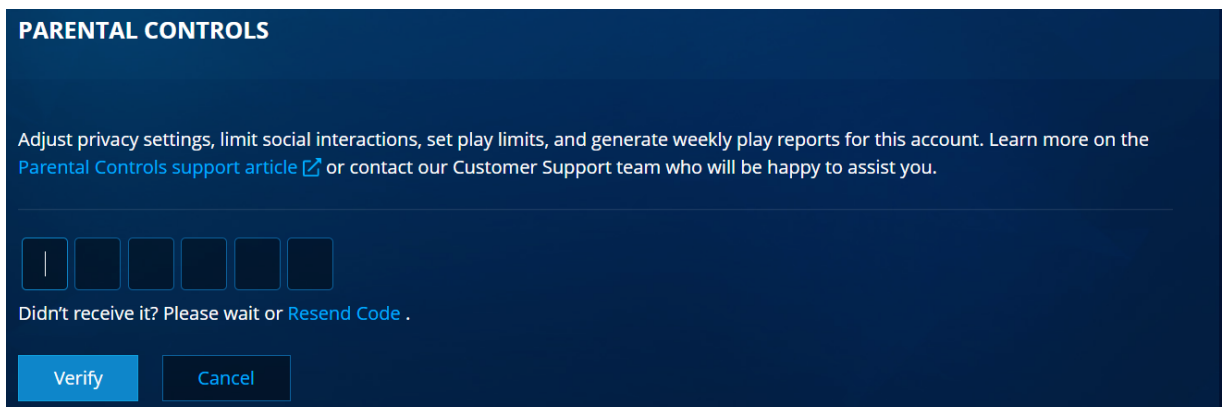 PARENTAL CONTROLS
Adjust privacy settings, limit social interactions, set play limits, and generate weekly play reports for this account. Learn more on the
Parental Controls support article or contact our Customer Support team who will be happy to assist you.
Didn’t receive it? Please wait or Resend Code .
Verify Cancel